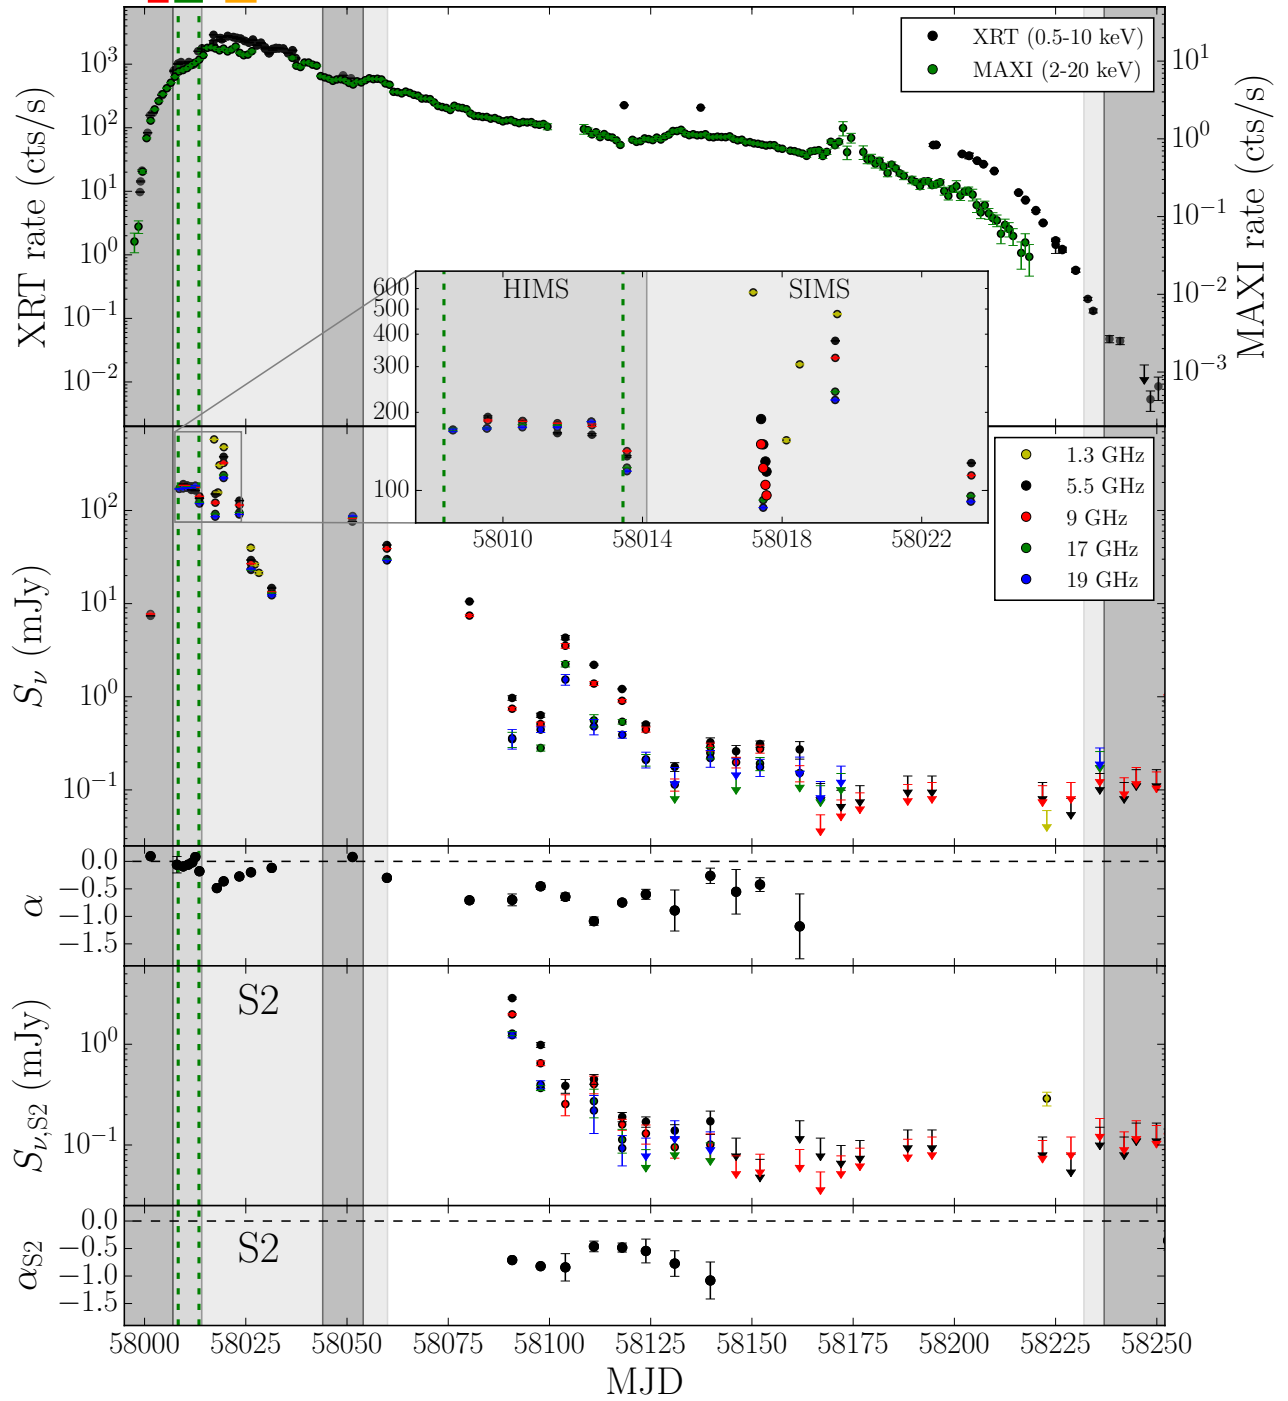 XRT rate (cts/s)
10³
10²
10¹
10⁰
10⁻¹
10⁻²
XRT (0.5-10 keV)
MAXI (2-20 keV)
10¹
10⁰
10⁻¹
10⁻²
10⁻³
MAXI rate (cts/s)
HIMS
SIMS
600
500
400
300
200
100
58010
58014
58018
58022
S_ν (mJy)
10²
10¹
10⁰
10⁻¹
1.3 GHz
5.5 GHz
9 GHz
17 GHz
19 GHz
α
0.0
−0.5
−1.0
−1.5
S_ν,S2 (mJy)
10⁰
10⁻¹
S2
α_S2
0.0
−0.5
−1.0
−1.5
S2
58000 58025 58050 58075 58100 58125 58150 58175 58200 58225 58250
MJD